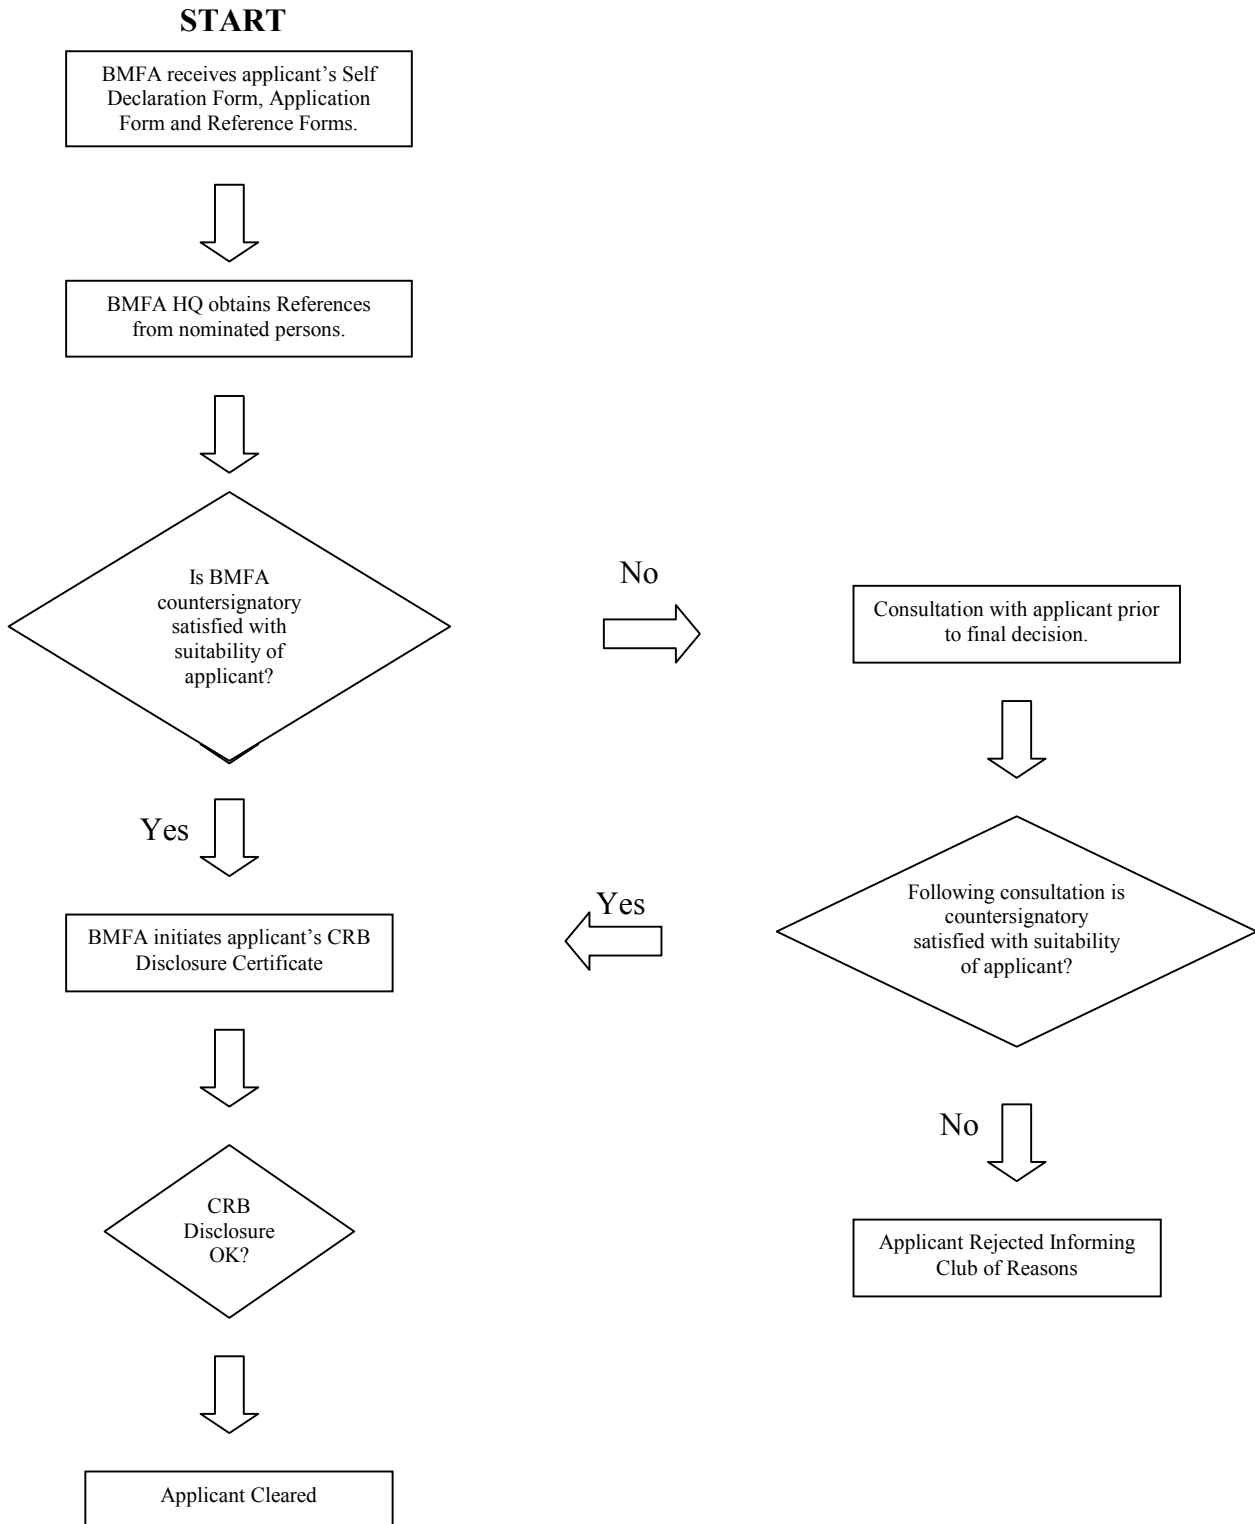 START
BMFA receives applicant's Self
Declaration Form, Application
Form and Reference Forms.
BMFA HQ obtains References
from nominated persons.
Is BMFA
countersignatory
satisfied with
suitability of
applicant?
No
Consultation with applicant prior
to final decision.
Yes
BMFA initiates applicant's CRB
Disclosure Certificate
Yes
Following consultation is
countersignatory
satisfied with suitability
of applicant?
No
CRB
Disclosure
OK?
Applicant Rejected Informing
Club of Reasons
Applicant Cleared